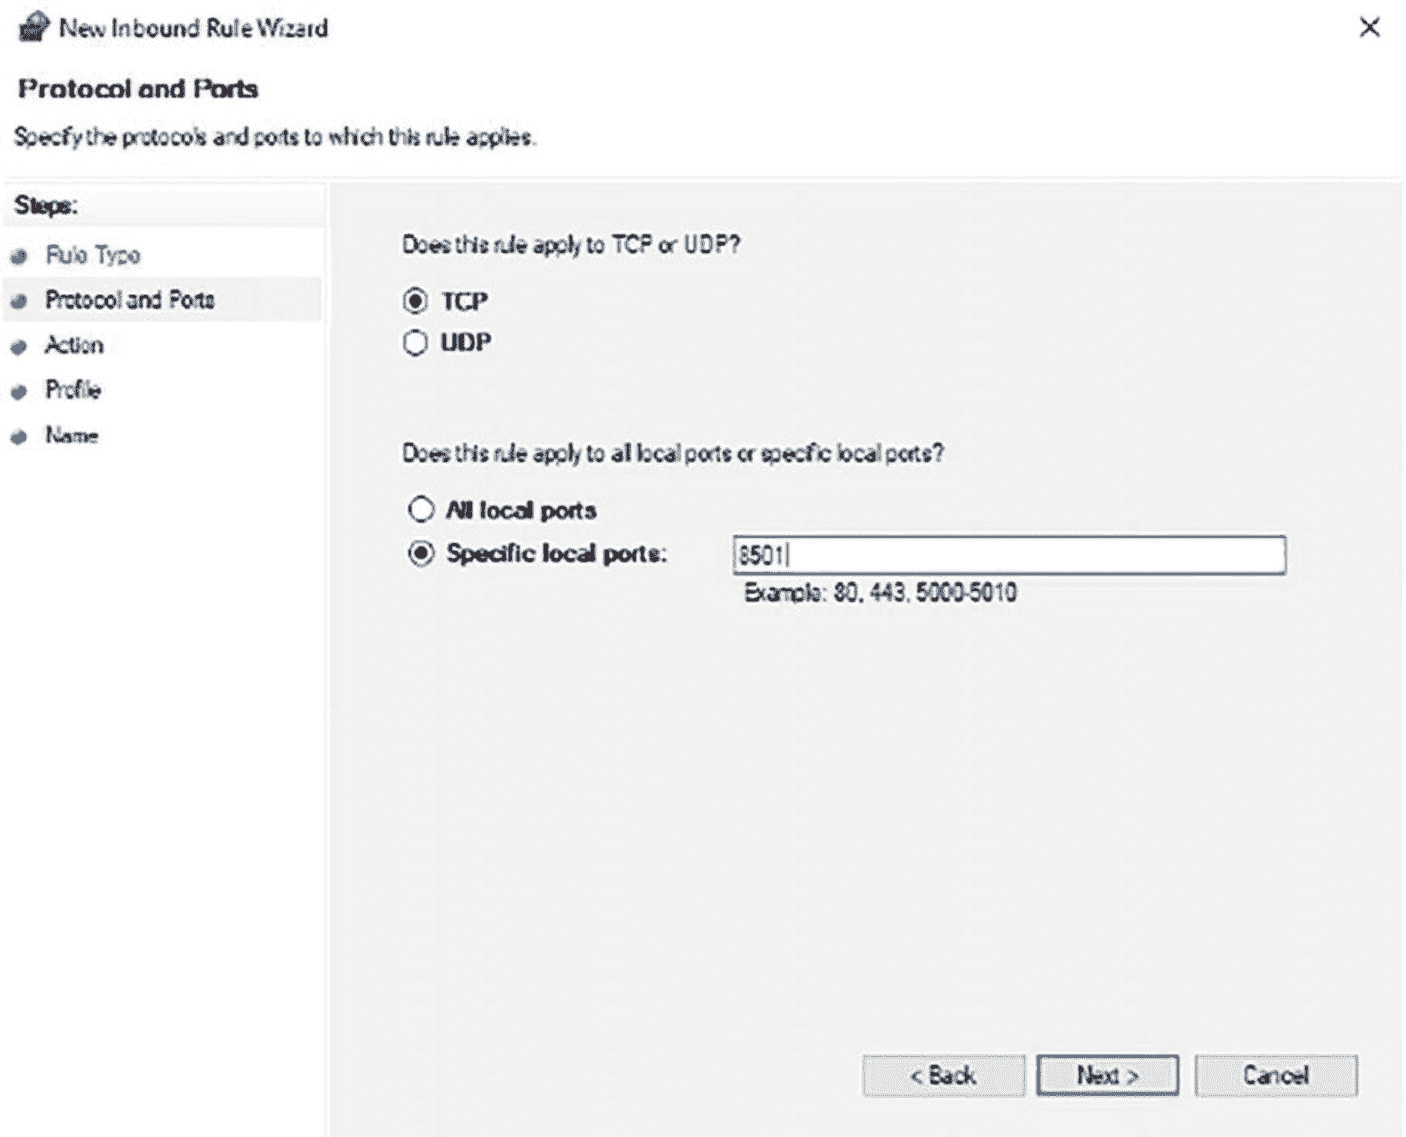 New Inbound Rule Wizard
Protocol and Ports
Specify the protocols and ports to which this rule applies.
Steps:
Rule Type
Protocol and Ports
Action
Profile
Name
Does this rule apply to TCP or UDP?
TCP
UDP
Does this rule apply to all local ports or specific local ports?
All local ports
Specific local ports:
8501
Example: 80, 443, 5000-5010
< Back
Next >
Cancel